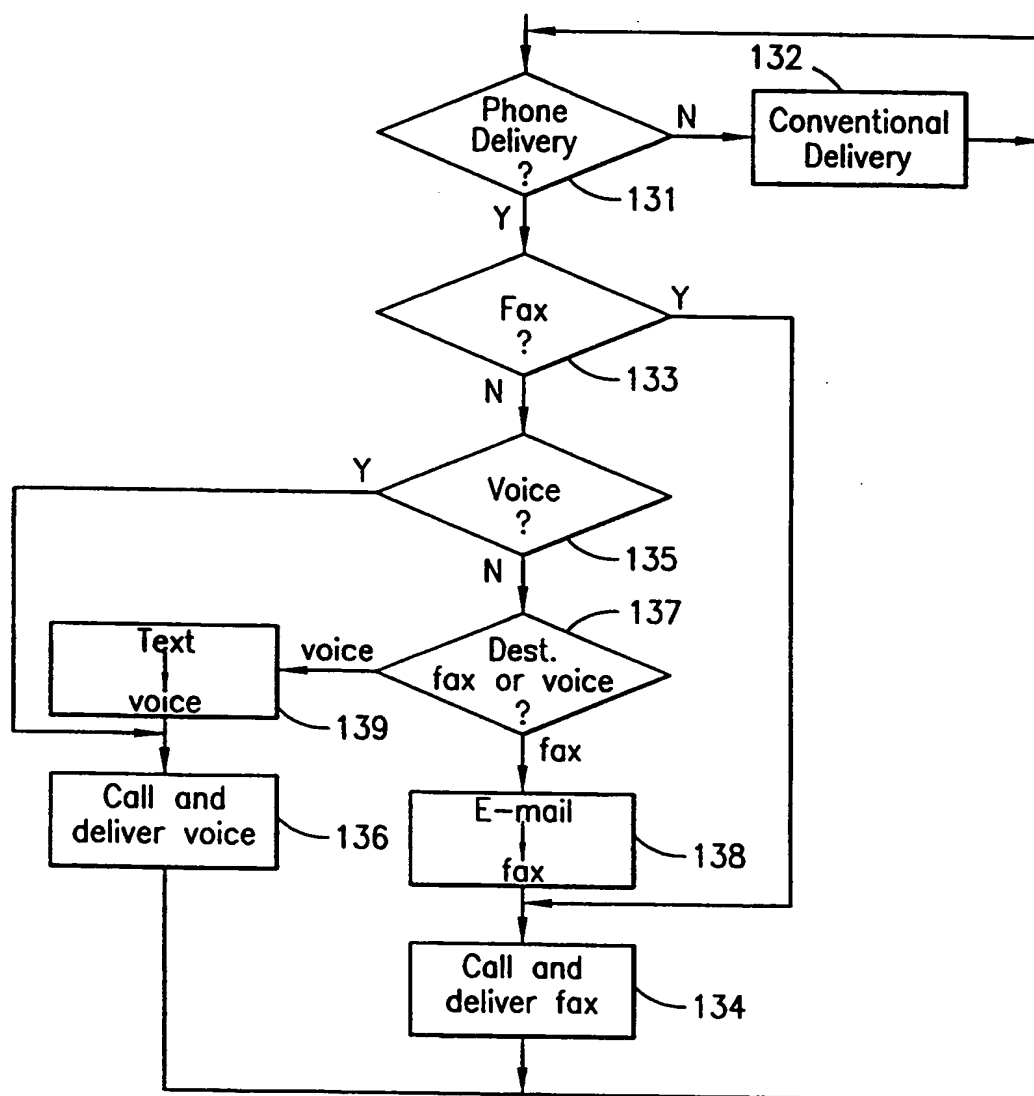 132
Phone
Delivery
?
N
Conventional
Delivery
131
Y
Fax
?
Y
133
N
Y
Voice
?
135
N
137
Text
voice
voice
Dest.
fax or voice
?
139
fax
Call and
deliver voice
136
E-mail
fax
138
Call and
deliver fax
134